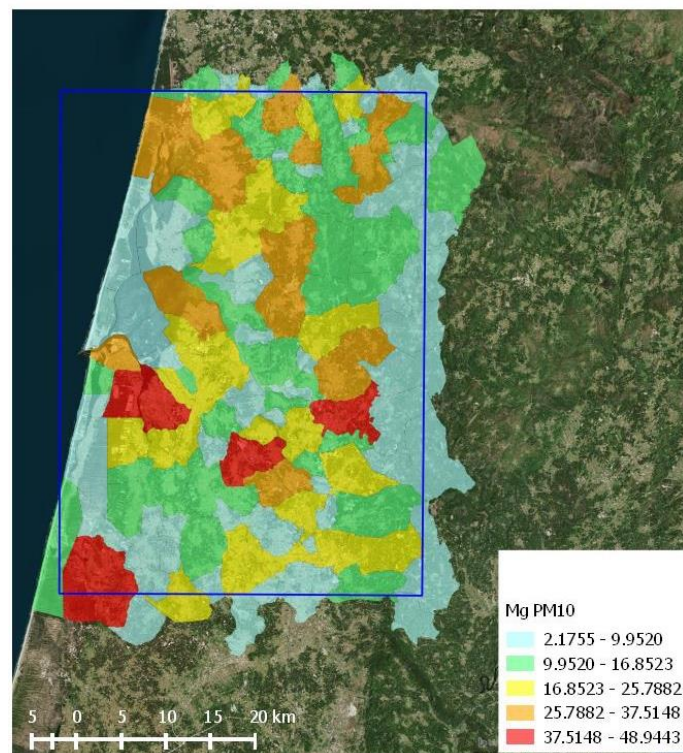 Mg PM10
2.1755 - 9.9520
9.9520 - 16.8523
16.8523 - 25.7882
25.7882 - 37.5148
37.5148 - 48.9443
5 0 5 10 15 20 km